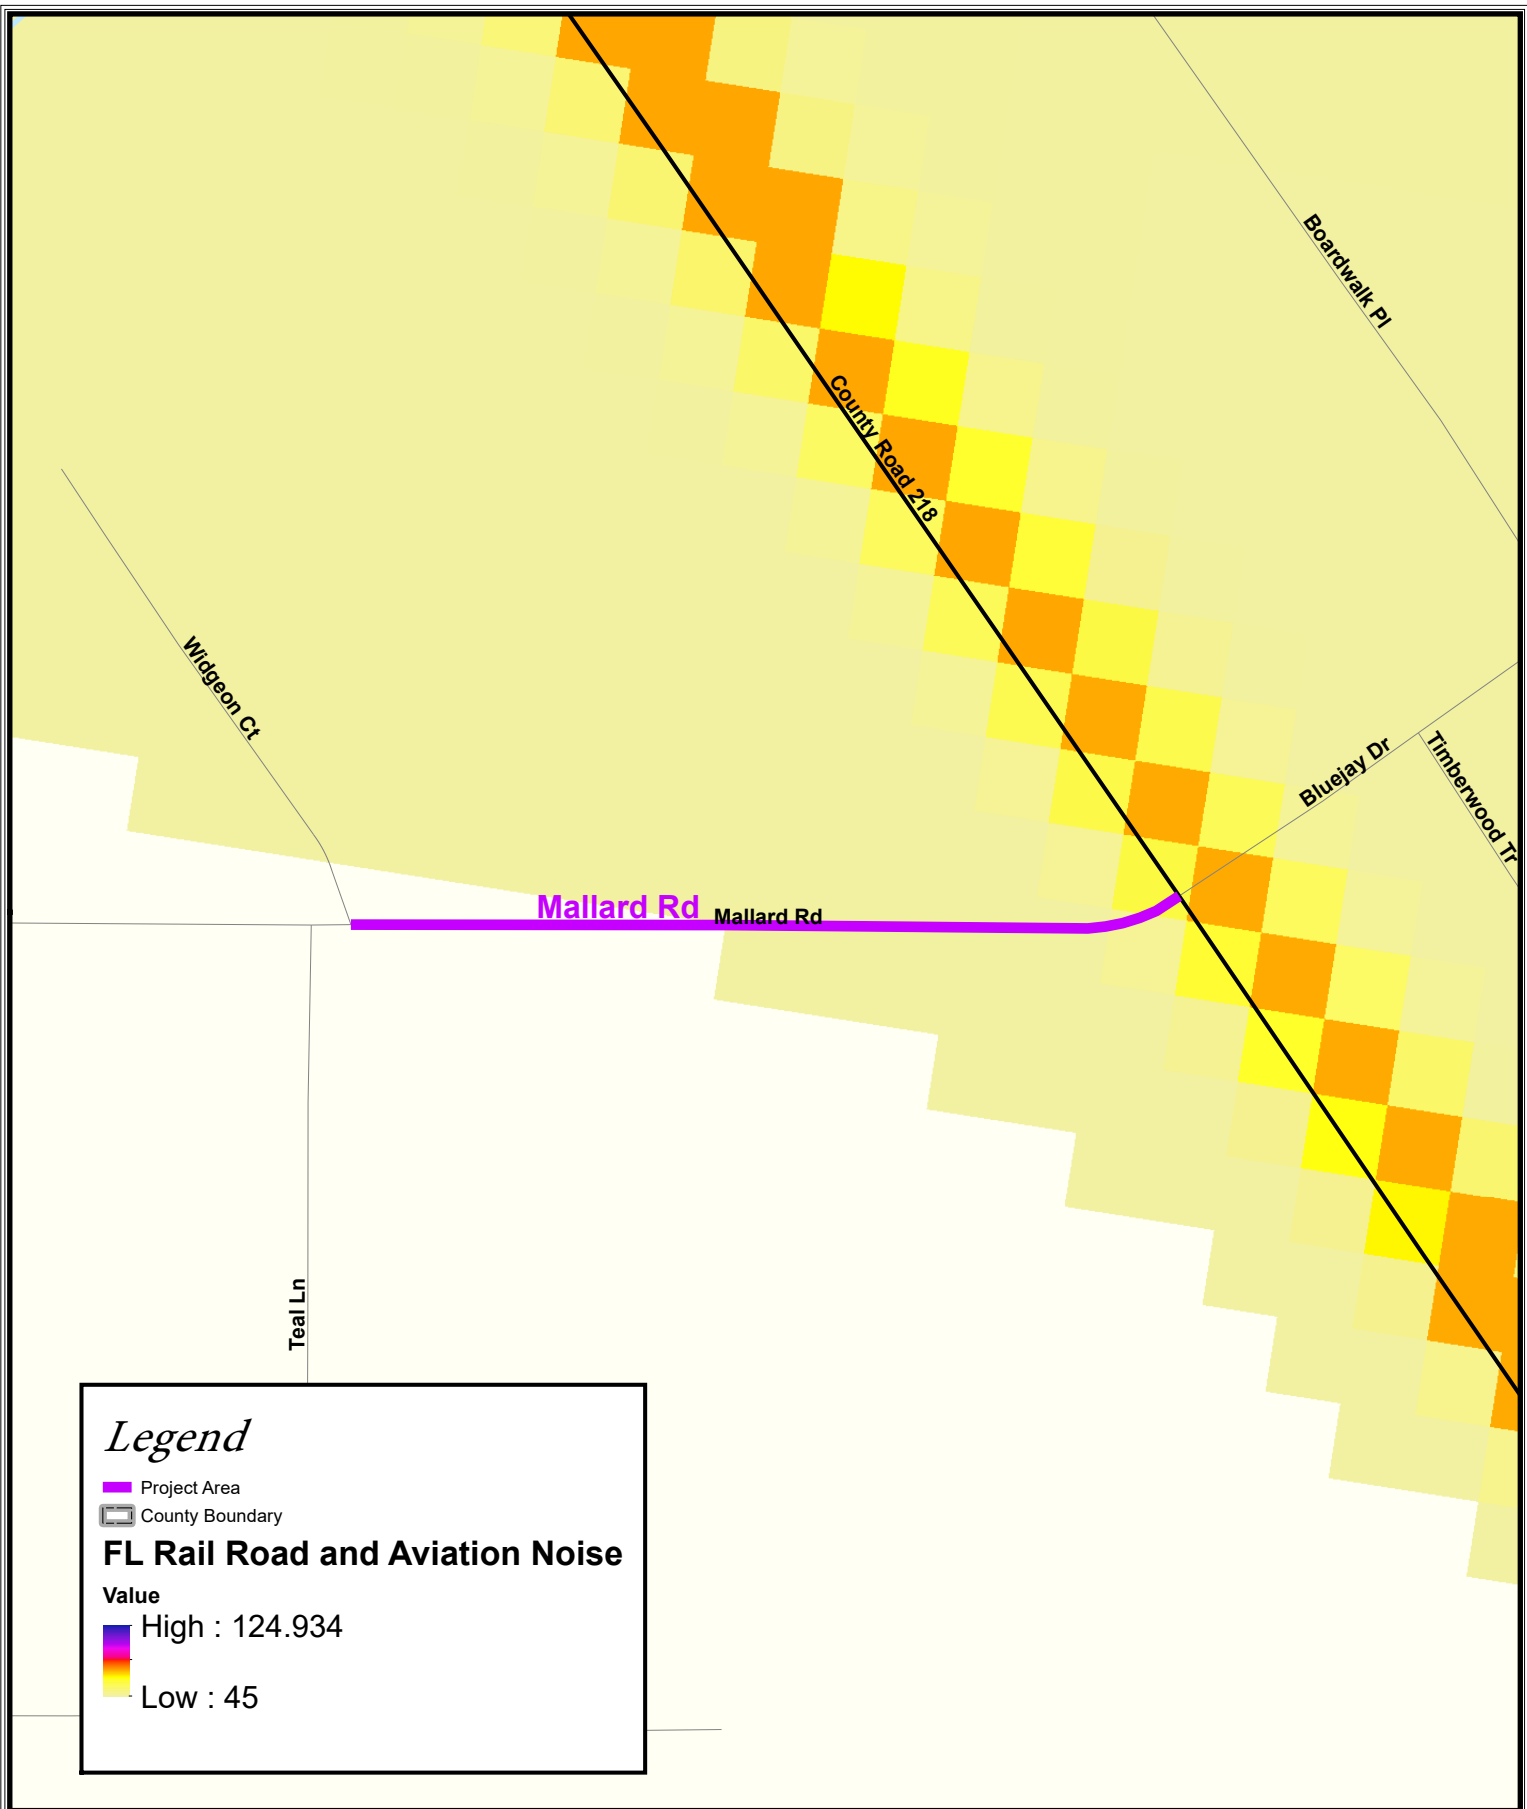 Boardwalk Pl
County Road 218
Widgeon Ct
Bluejay Dr
Timberwood Tr
Mallard Rd
Mallard Rd
Teal Ln
Legend
Project Area
County Boundary
FL Rail Road and Aviation Noise
Value
High : 124.934
Low : 45